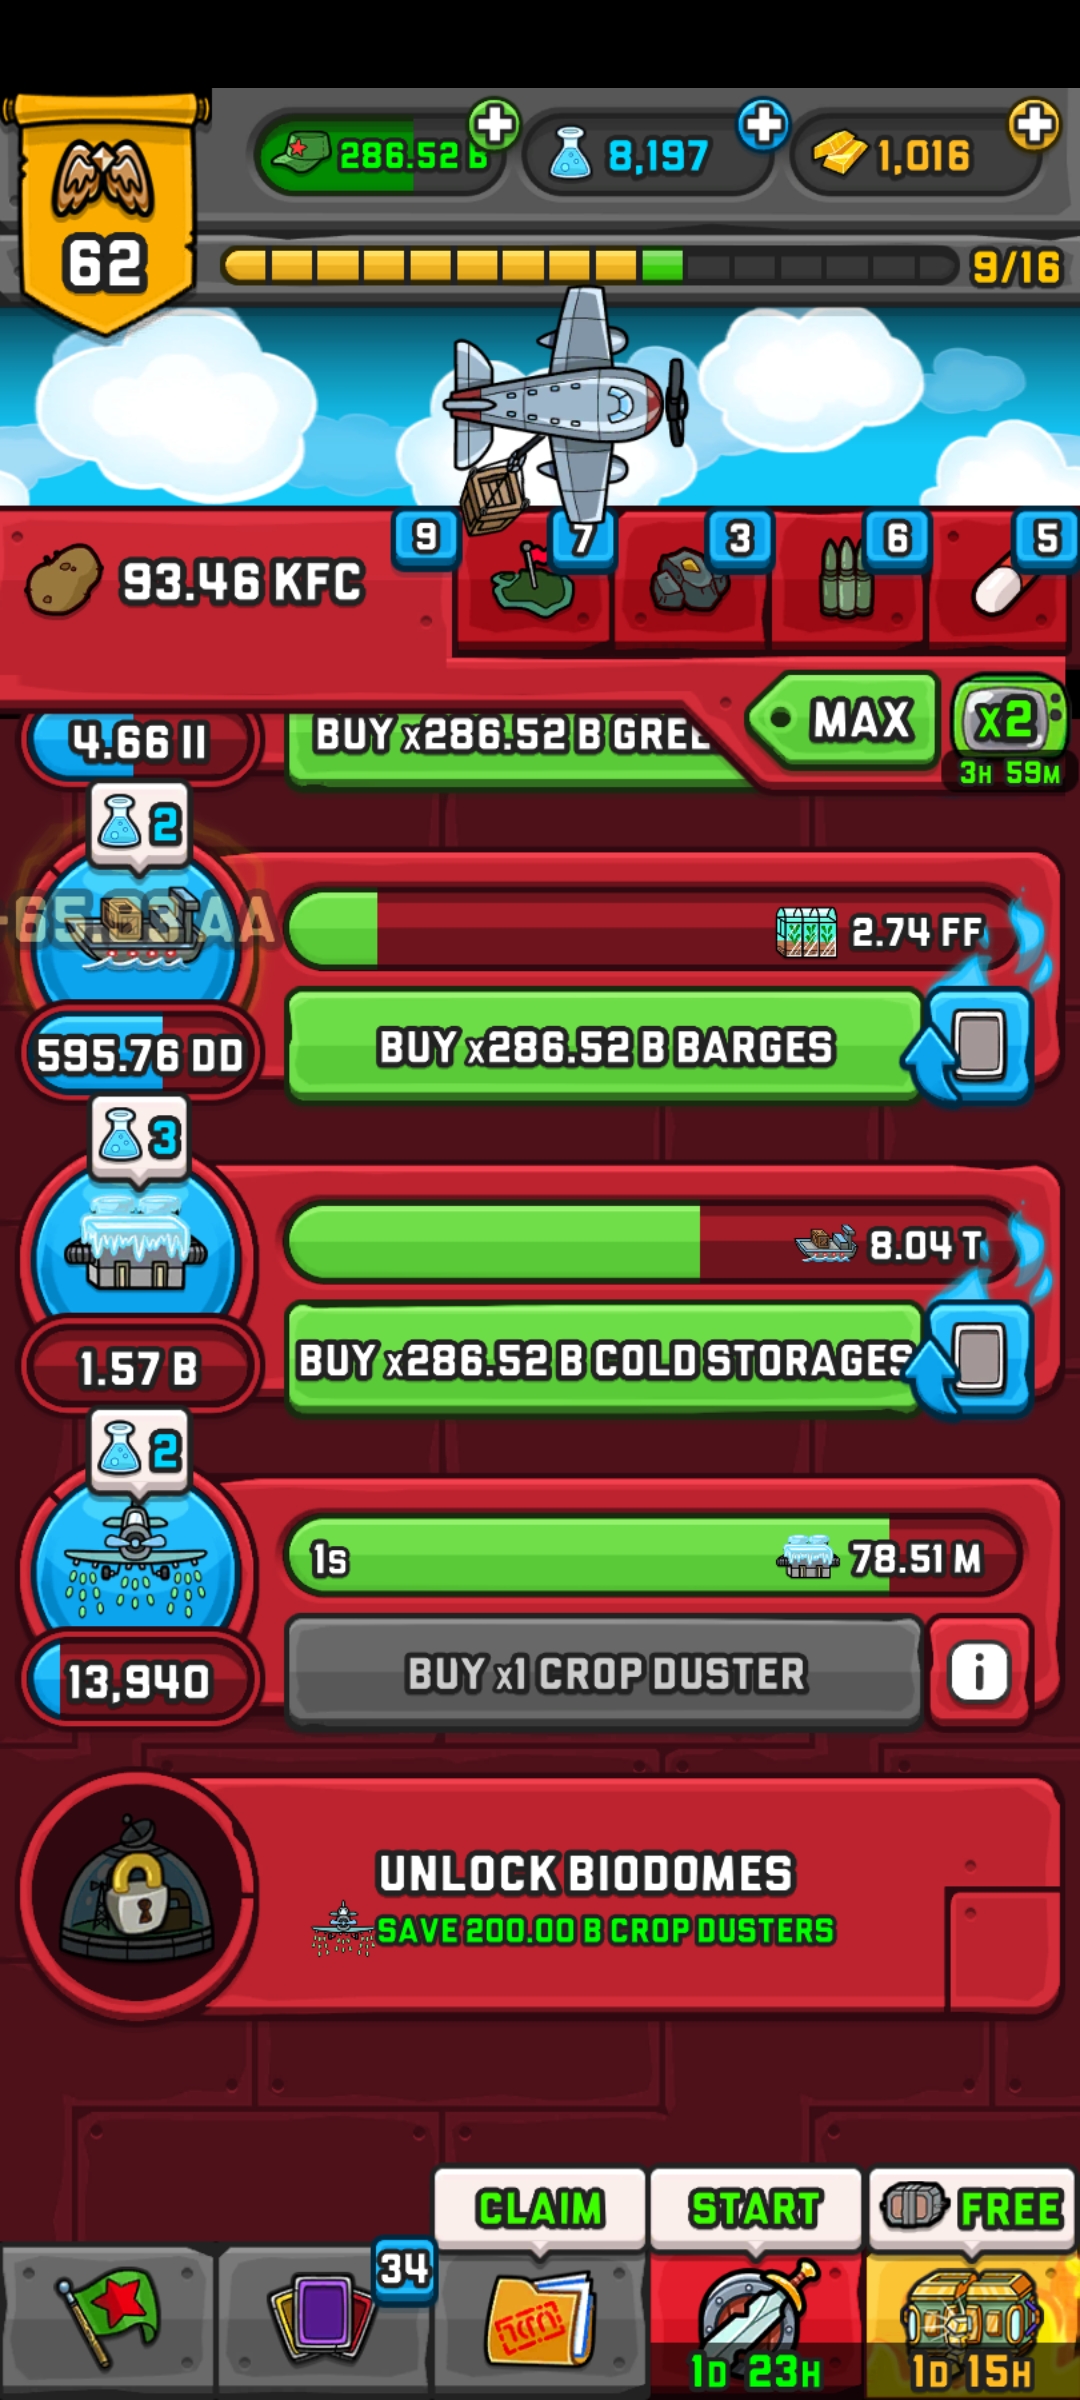 286.52 B
8,197
1,016
62
9/16
93.46 KFC
9
7
3
6
5
4.66 II
BUY x286.52 B GREE
MAX
x2
3H 59M
2
2.74 FF
595.76 DD
BUY x286.52 B BARGES
3
8.04 T
1.57 B
BUY x286.52 B COLD STORAGES
2
1s
78.51 M
13,940
BUY x1 CROP DUSTER
i
UNLOCK BIODOMES
SAVE 200.00 B CROP DUSTERS
CLAIM
START
FREE
34
1D 23H
1D 15H